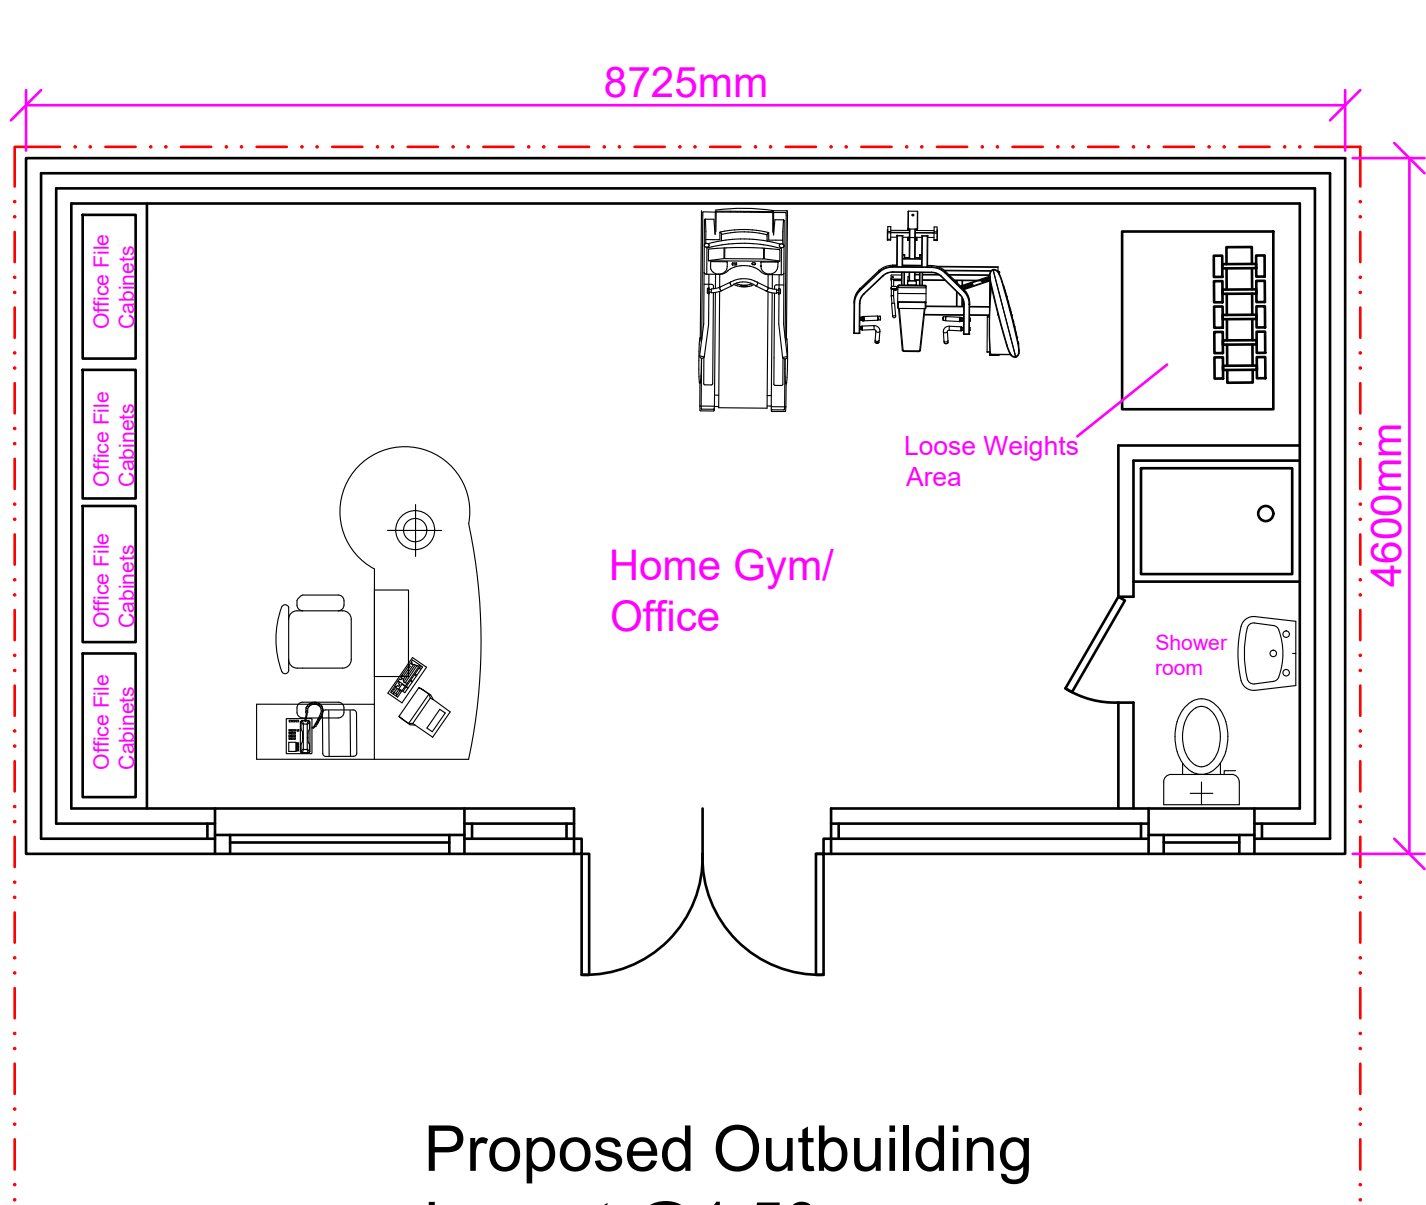 8725mm
Office File
Cabinets
Office File
Cabinets
Office File
Cabinets
Office File
Cabinets
Loose Weights
Area
4600mm
Home Gym/
Office
Shower
room
Proposed Outbuilding